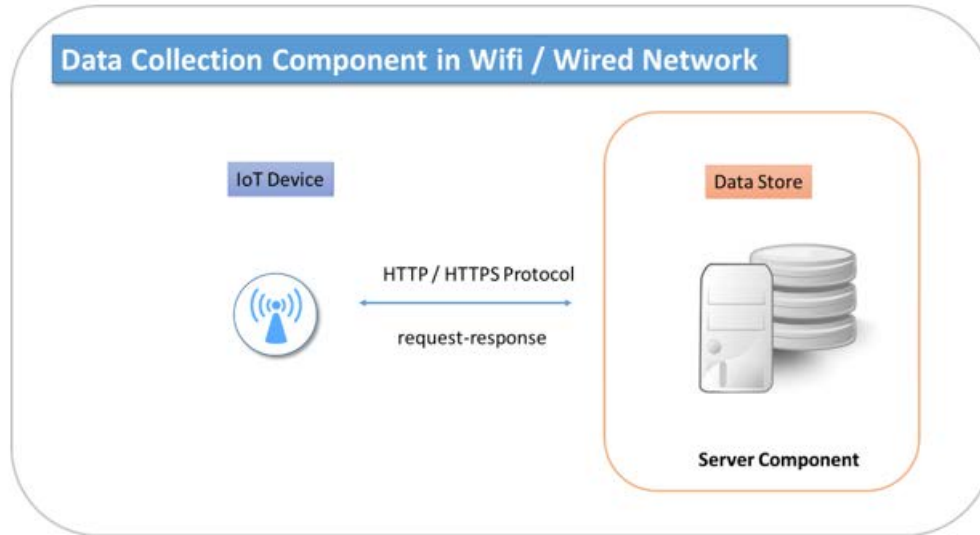 Data Collection Component in Wifi / Wired Network
IoT Device
Data Store
HTTP / HTTPS Protocol
request-response
Server Component